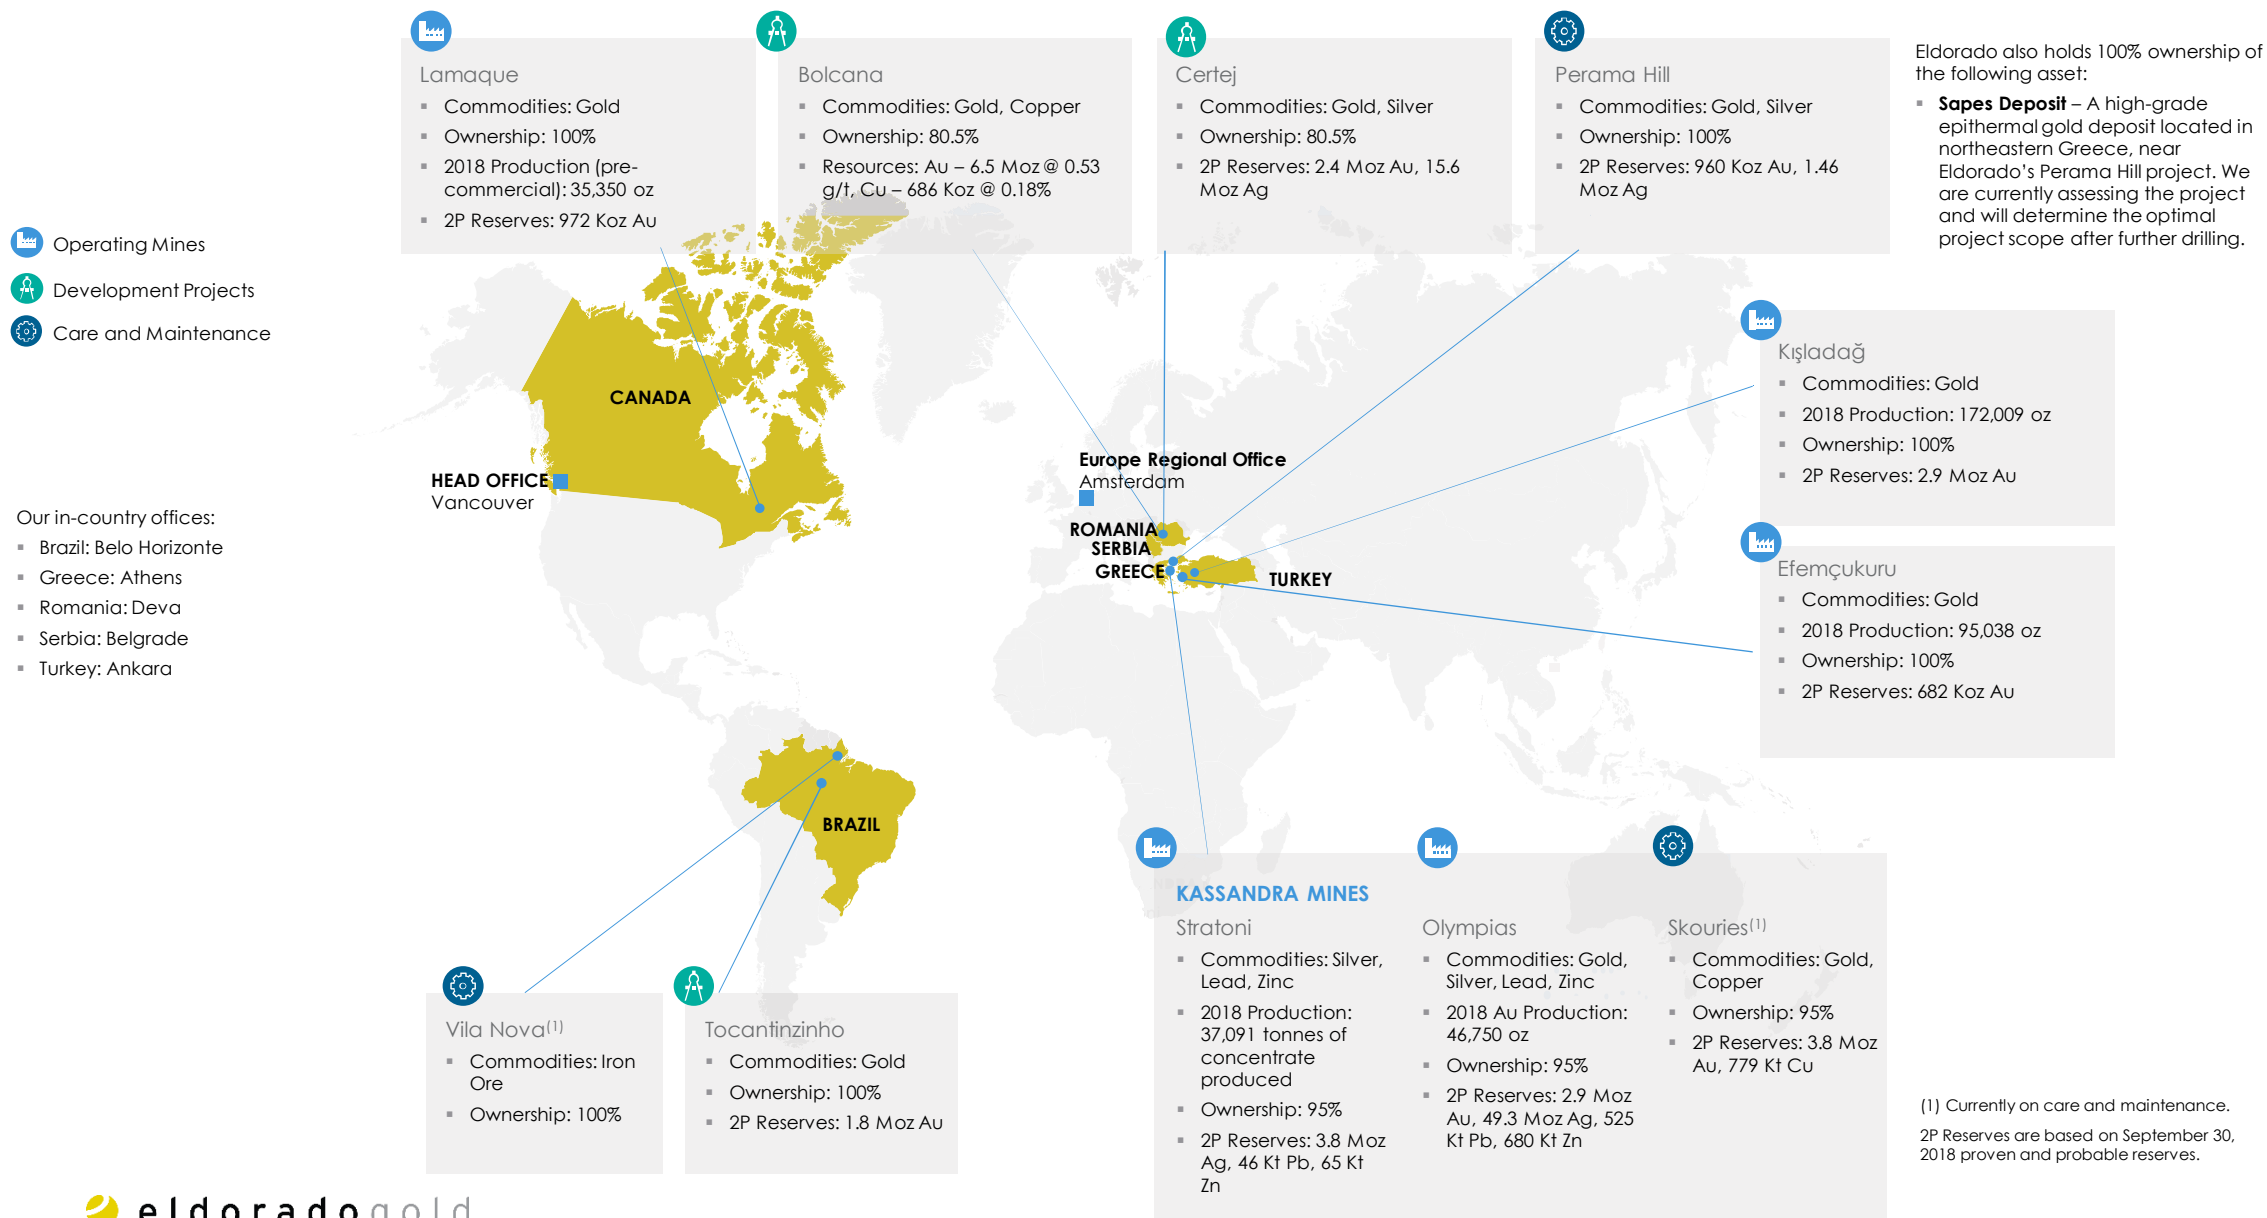 Lamaque
▪ Commodities: Gold
▪ Ownership: 100%
▪ 2018 Production (pre-
commercial): 35,350 oz
▪ 2P Reserves: 972 Koz Au
Bolcana
▪ Commodities: Gold, Copper
▪ Ownership: 80.5%
▪ Resources: Au – 6.5 Moz @ 0.53
g/t, Cu – 686 Koz @ 0.18%
Certej
▪ Commodities: Gold, Silver
▪ Ownership: 80.5%
▪ 2P Reserves: 2.4 Moz Au, 15.6
Moz Ag
Perama Hill
▪ Commodities: Gold, Silver
▪ Ownership: 100%
▪ 2P Reserves: 960 Koz Au, 1.46
Moz Ag
Eldorado also holds 100% ownership of
the following asset:
▪ Sapes Deposit – A high-grade
epithermal gold deposit located in
northeastern Greece, near
Eldorado's Perama Hill project. We
are currently assessing the project
and will determine the optimal
project scope after further drilling.
Operating Mines
Development Projects
Care and Maintenance
Our in-country offices:
▪ Brazil: Belo Horizonte
▪ Greece: Athens
▪ Romania: Deva
▪ Serbia: Belgrade
▪ Turkey: Ankara
CANADA
HEAD OFFICE
Vancouver
Europe Regional Office
Amsterdam
ROMANIA
SERBIA
GREECE
TURKEY
BRAZIL
Kışladağ
▪ Commodities: Gold
▪ 2018 Production: 172,009 oz
▪ Ownership: 100%
▪ 2P Reserves: 2.9 Moz Au
Efemçukuru
▪ Commodities: Gold
▪ 2018 Production: 95,038 oz
▪ Ownership: 100%
▪ 2P Reserves: 682 Koz Au
Vila Nova(1)
▪ Commodities: Iron
Ore
▪ Ownership: 100%
Tocantinzinho
▪ Commodities: Gold
▪ Ownership: 100%
▪ 2P Reserves: 1.8 Moz Au
KASSANDRA MINES
Stratoni
▪ Commodities: Silver,
Lead, Zinc
▪ 2018 Production:
37,091 tonnes of
concentrate
produced
▪ Ownership: 95%
▪ 2P Reserves: 3.8 Moz
Ag, 46 Kt Pb, 65 Kt
Zn
Olympias
▪ Commodities: Gold,
Silver, Lead, Zinc
▪ 2018 Au Production:
46,750 oz
▪ Ownership: 95%
▪ 2P Reserves: 2.9 Moz
Au, 49.3 Moz Ag, 525
Kt Pb, 680 Kt Zn
Skouries(1)
▪ Commodities: Gold,
Copper
▪ Ownership: 95%
▪ 2P Reserves: 3.8 Moz
Au, 779 Kt Cu
(1) Currently on care and maintenance.
2P Reserves are based on September 30,
2018 proven and probable reserves.
eldoradogold